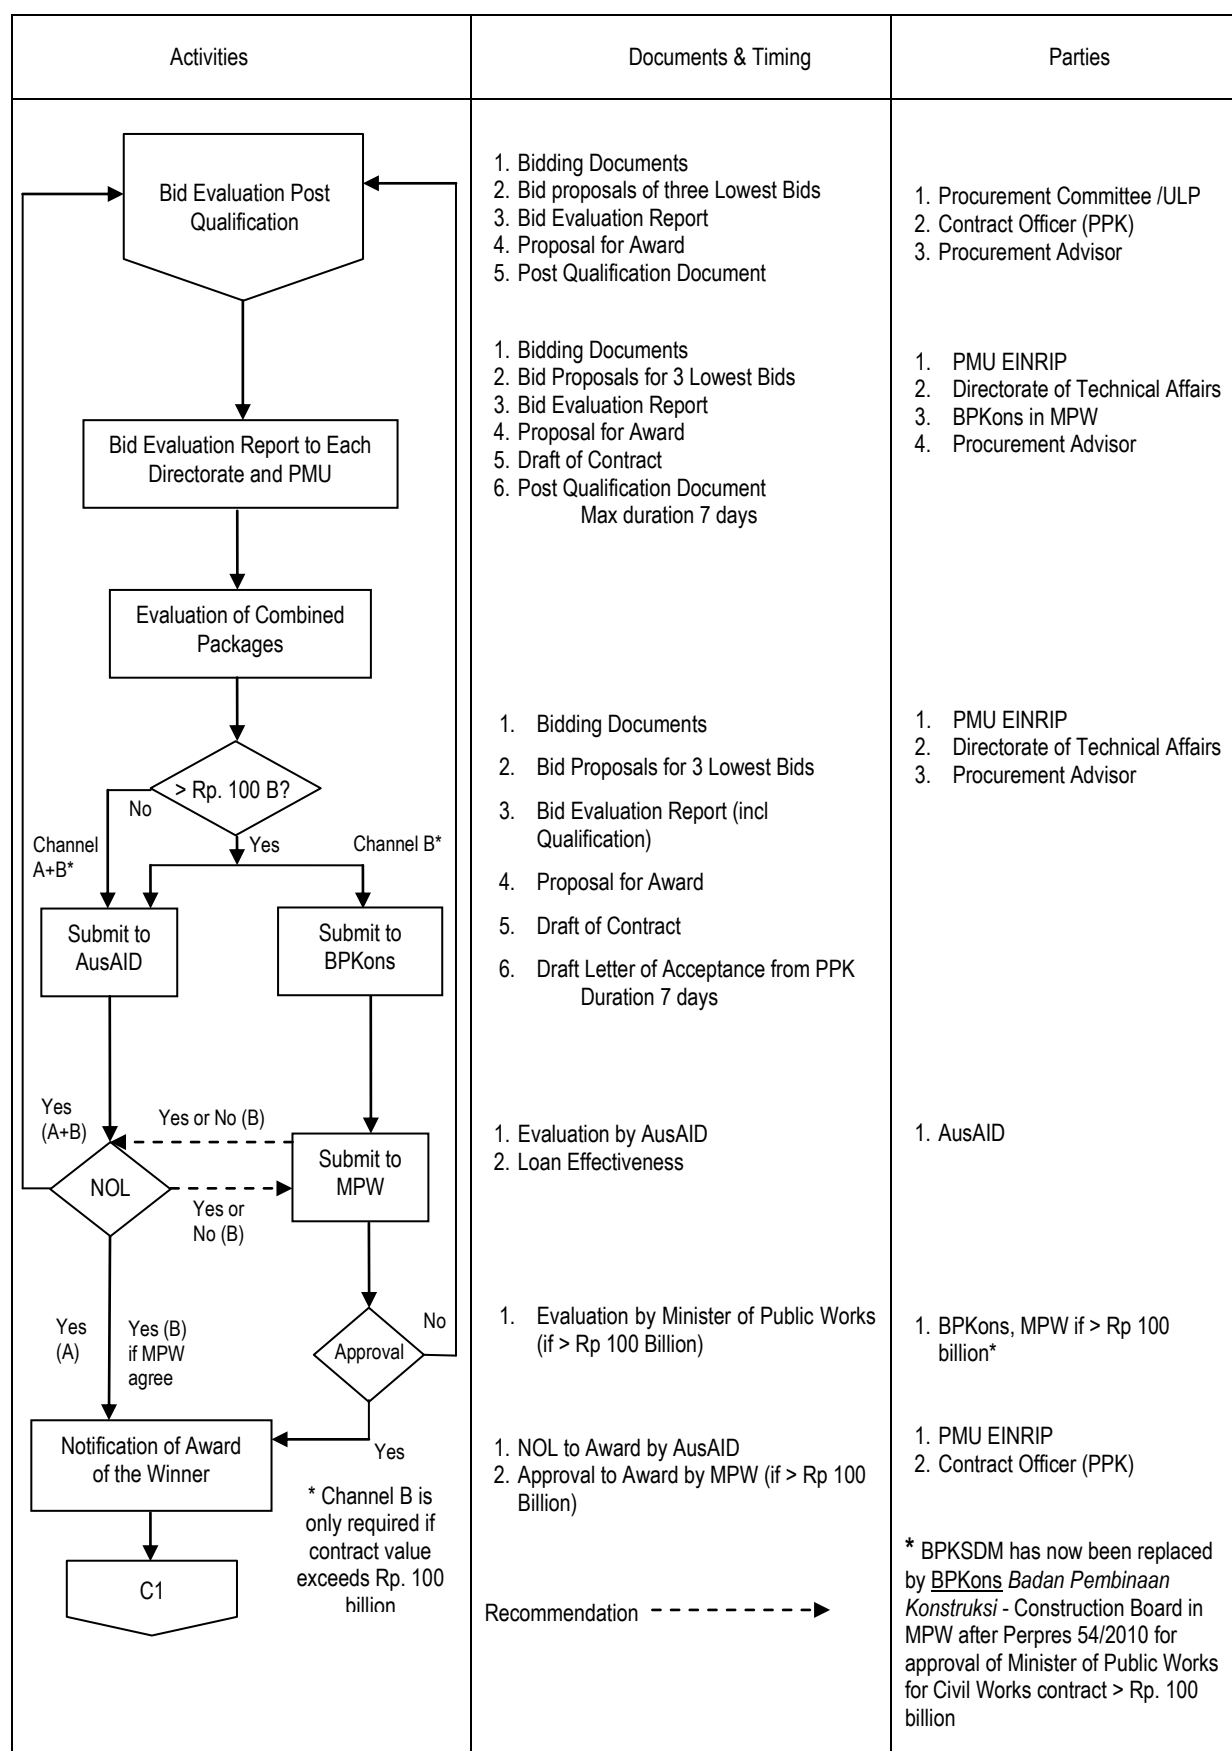 Activities
Documents & Timing
Parties
Bid Evaluation Post
Qualification
1. Bidding Documents
2. Bid proposals of three Lowest Bids
3. Bid Evaluation Report
4. Proposal for Award
5. Post Qualification Document
1. Procurement Committee /ULP
2. Contract Officer (PPK)
3. Procurement Advisor
Bid Evaluation Report to Each
Directorate and PMU
1. Bidding Documents
2. Bid Proposals for 3 Lowest Bids
3. Bid Evaluation Report
4. Proposal for Award
5. Draft of Contract
6. Post Qualification Document
Max duration 7 days
1. PMU EINRIP
2. Directorate of Technical Affairs
3. BPKons in MPW
4. Procurement Advisor
Evaluation of Combined
Packages
> Rp. 100 B?
No
Yes
Channel
A+B*
Channel B*
Submit to
AusAID
Submit to
BPKons
1. Bidding Documents
2. Bid Proposals for 3 Lowest Bids
3. Bid Evaluation Report (incl
Qualification)
4. Proposal for Award
5. Draft of Contract
6. Draft Letter of Acceptance from PPK
Duration 7 days
1. PMU EINRIP
2. Directorate of Technical Affairs
3. Procurement Advisor
Yes
(A+B)
Yes or No (B)
NOL
Yes or
No (B)
Submit to
MPW
1. Evaluation by AusAID
2. Loan Effectiveness
1. AusAID
Yes
(A)
Yes (B)
if MPW
agree
Approval
No
Yes
1. Evaluation by Minister of Public Works
(if > Rp 100 Billion)
1. BPKons, MPW if > Rp 100
billion*
Notification of Award
of the Winner
1. NOL to Award by AusAID
2. Approval to Award by MPW (if > Rp 100
Billion)
1. PMU EINRIP
2. Contract Officer (PPK)
* Channel B is
only required if
contract value
exceeds Rp. 100
billion
C1
Recommendation
* BPKSDM has now been replaced
by BPKons Badan Pembinaan
Konstruksi - Construction Board in
MPW after Perpres 54/2010 for
approval of Minister of Public Works
for Civil Works contract > Rp. 100
billion